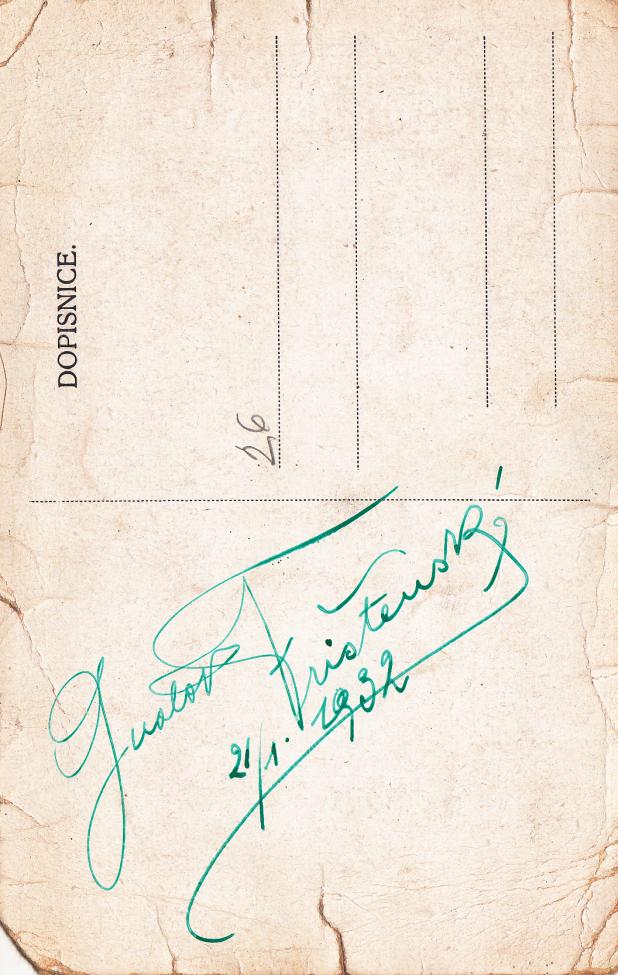 DOPISNICE.
26
Gustav Frištenský
21/1. 1932